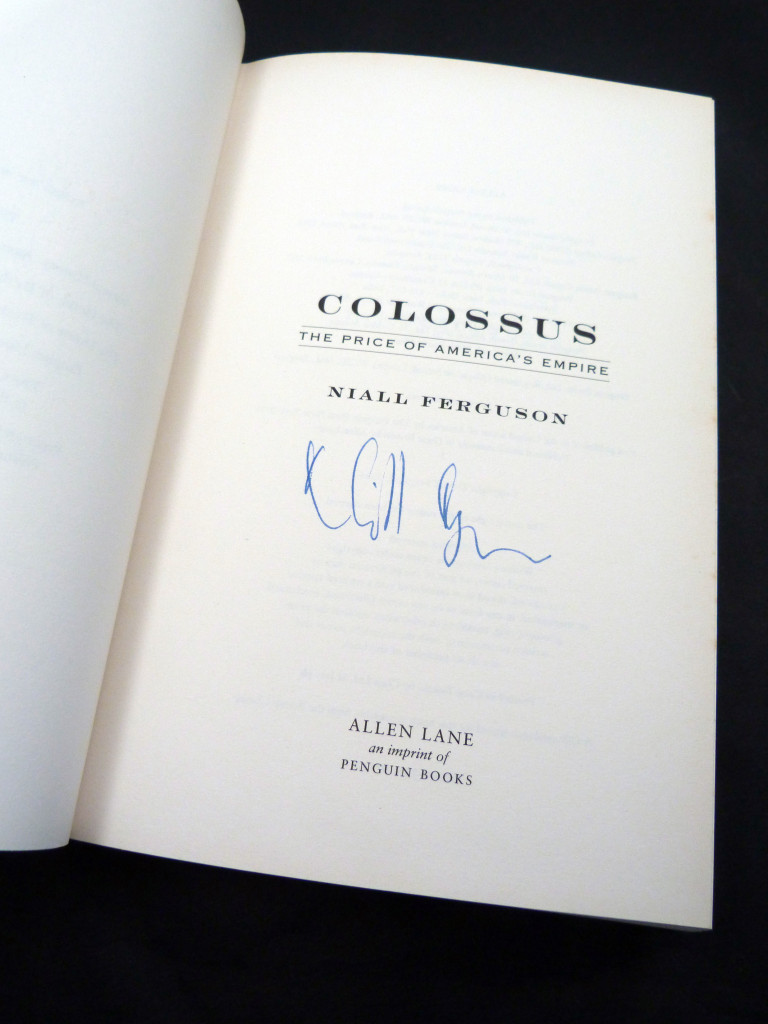 COLOSSUS
THE PRICE OF AMERICA'S EMPIRE
NIALL FERGUSON
ALLEN LANE
an imprint of
PENGUIN BOOKS